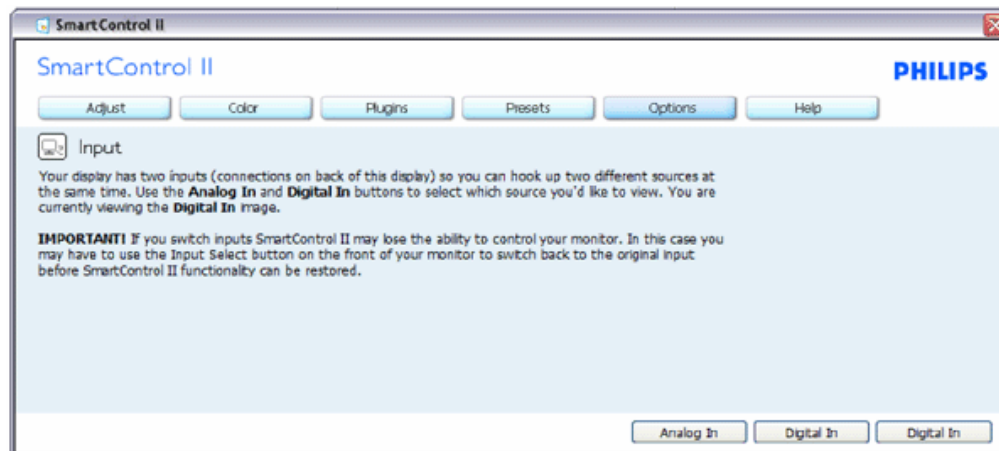 SmartControl II
SmartControl II
PHILIPS
Adjust Color Plugins Presets Options Help
Input
Your display has two inputs (connections on back of this display) so you can hook up two different sources at
the same time. Use the Analog In and Digital In buttons to select which source you'd like to view. You are
currently viewing the Digital In image.
IMPORTANT! If you switch inputs SmartControl II may lose the ability to control your monitor. In this case you
may have to use the Input Select button on the front of your monitor to switch back to the original input
before SmartControl II functionality can be restored.
Analog In Digital In Digital In